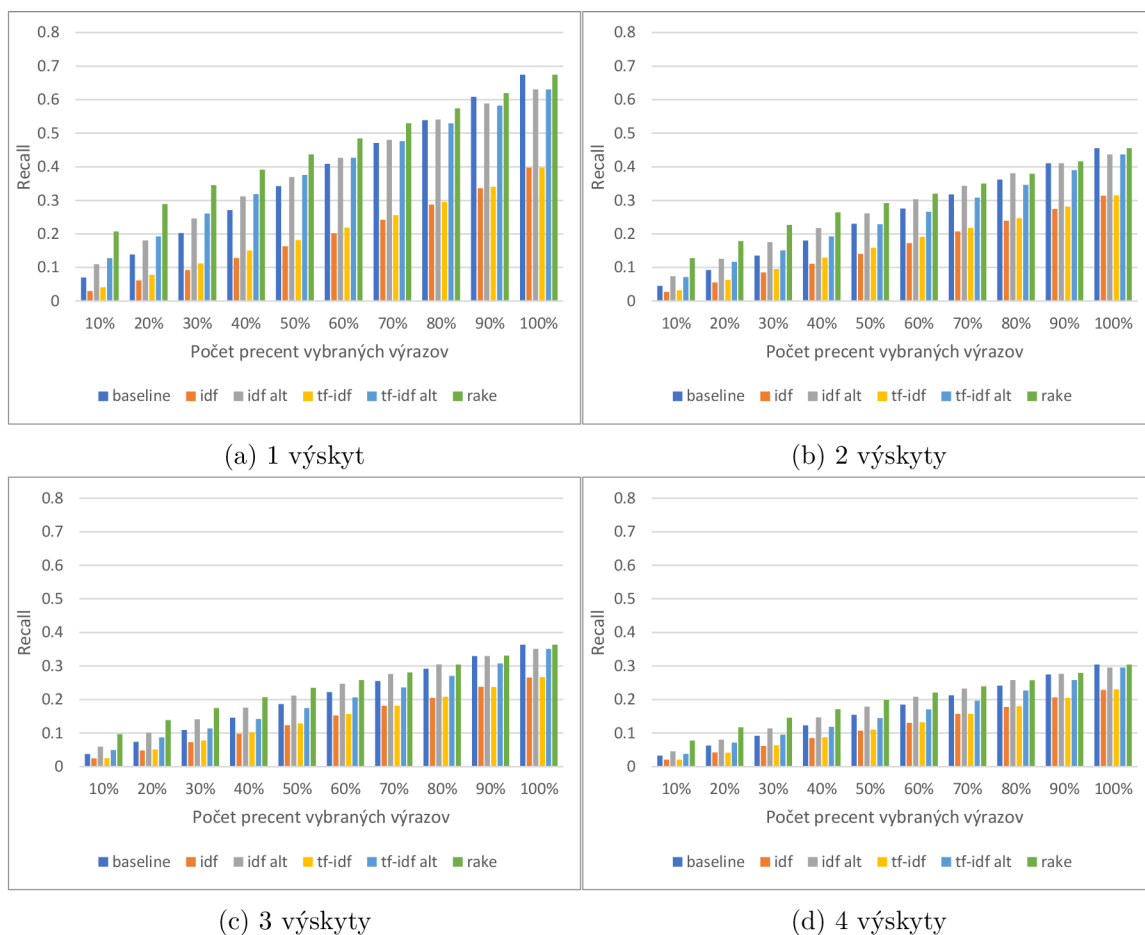 0.8
0.7
0.6
0.5
0.4
0.3
0.2
0.1
0
Recall
10% 20% 30% 40% 50% 60% 70% 80% 90% 100%
Počet precent vybraných výrazov
baseline idf idf alt tf-idf tf-idf alt rake
(a) 1 výskyt
0.8
0.7
0.6
0.5
0.4
0.3
0.2
0.1
0
Recall
10% 20% 30% 40% 50% 60% 70% 80% 90% 100%
Počet precent vybraných výrazov
baseline idf idf alt tf-idf tf-idf alt rake
(b) 2 výskyty
0.8
0.7
0.6
0.5
0.4
0.3
0.2
0.1
0
Recall
10% 20% 30% 40% 50% 60% 70% 80% 90% 100%
Počet precent vybraných výrazov
baseline idf idf alt tf-idf tf-idf alt rake
(c) 3 výskyty
0.8
0.7
0.6
0.5
0.4
0.3
0.2
0.1
0
Recall
10% 20% 30% 40% 50% 60% 70% 80% 90% 100%
Počet precent vybraných výrazov
baseline idf idf alt tf-idf tf-idf alt rake
(d) 4 výskyty